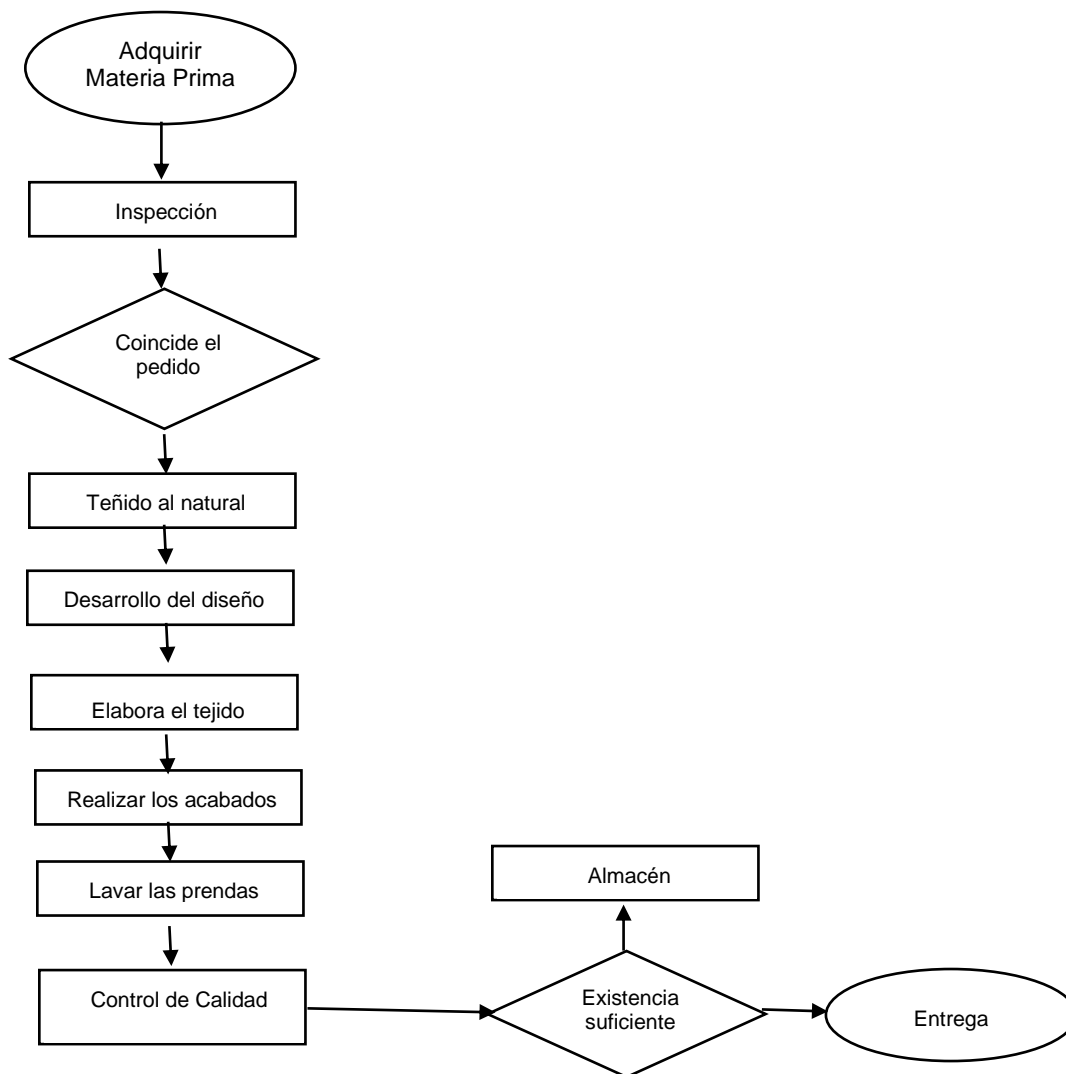 Adquirir
Materia Prima
Inspección
Coincide el
pedido
Teñido al natural
Desarrollo del diseño
Elabora el tejido
Realizar los acabados
Lavar las prendas
Almacén
Control de Calidad
Existencia
suficiente
Entrega